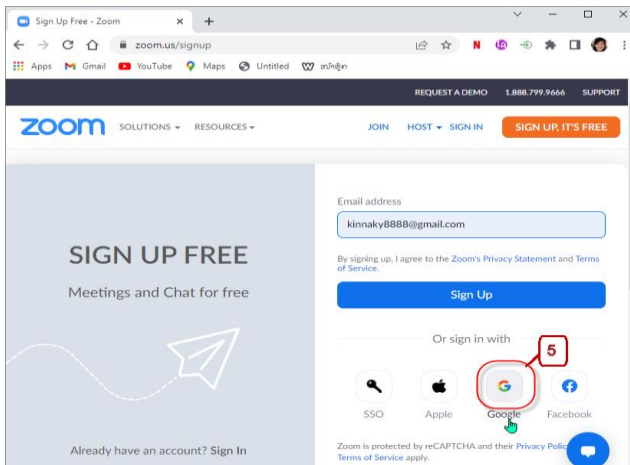 Sign Up Free - Zoom
zoom.us/signup
Apps Gmail YouTube Maps Untitled
REQUEST A DEMO 1.888.799.9666 SUPPORT
zoom SOLUTIONS RESOURCES JOIN HOST SIGN IN SIGN UP, IT'S FREE
SIGN UP FREE
Meetings and Chat for free
Already have an account? Sign In
Email address
kinnaky8888@gmail.com
By signing up, I agree to the Zoom's Privacy Statement and Terms
of Service.
Sign Up
Or sign in with
5
SSO Apple Google Facebook
Zoom is protected by reCAPTCHA and their Privacy
Terms of Service apply.